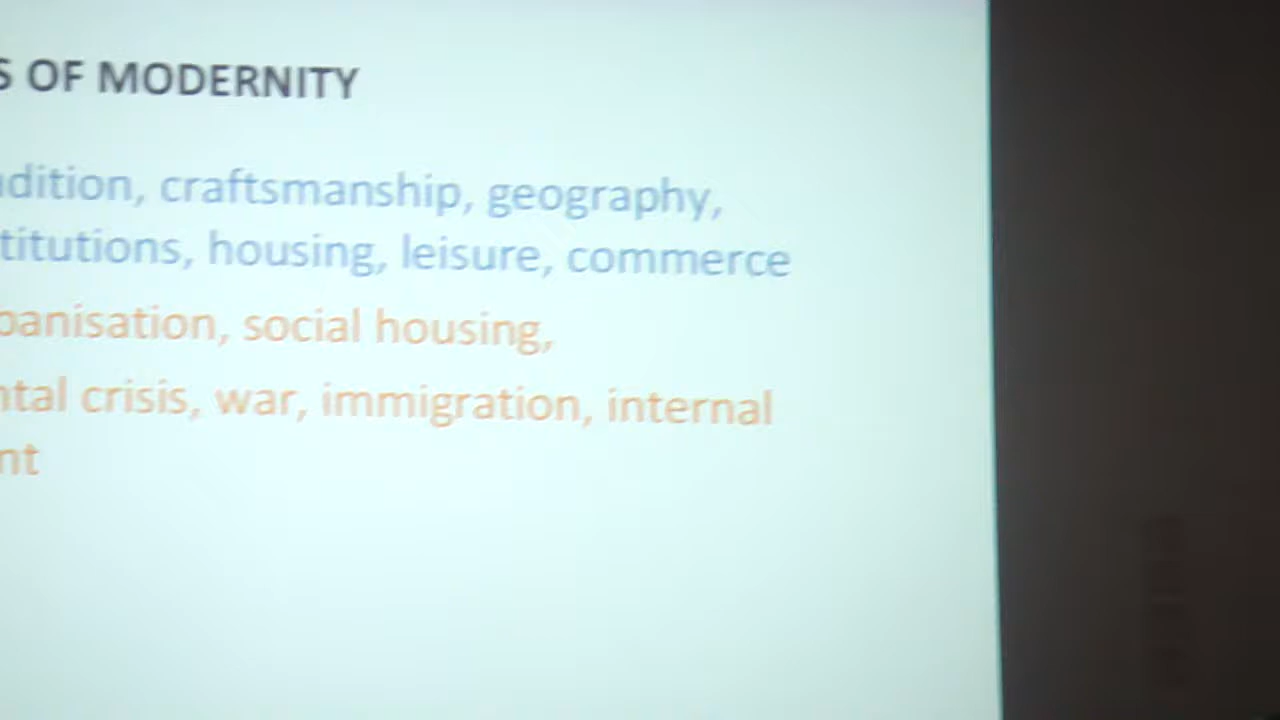 S OF MODERNITY
dition, craftsmanship, geography,
titutions, housing, leisure, commerce
banisation, social housing,
ntal crisis, war, immigration, internal
nt